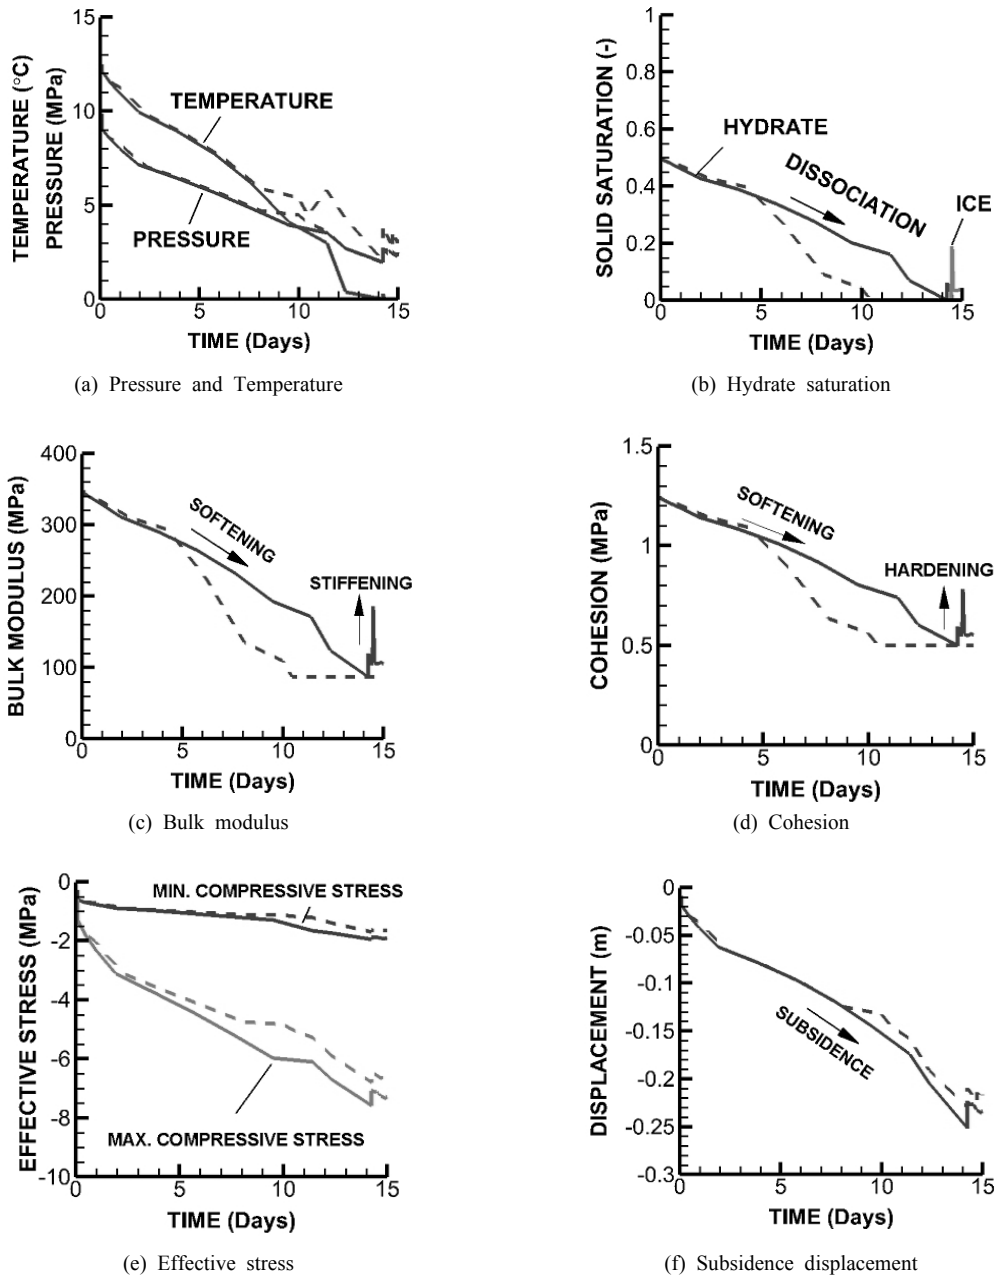 TEMPERATURE (°C)
PRESSURE (MPa)
15
10
5
0
TEMPERATURE
PRESSURE
0 5 10 15
TIME (Days)
(a) Pressure and Temperature
SOLID SATURATION (-)
1
0.8
0.6
0.4
0.2
0
HYDRATE
DISSOCIATION
ICE
0 5 10 15
TIME (Days)
(b) Hydrate saturation
BULK MODULUS (MPa)
400
300
200
100
0
SOFTENING
STIFFENING
0 5 10 15
TIME (Days)
(c) Bulk modulus
COHESION (MPa)
1.5
1
0.5
0
SOFTENING
HARDENING
0 5 10 15
TIME (Days)
(d) Cohesion
EFFECTIVE STRESS (MPa)
0
-2
-4
-6
-8
-10
MIN. COMPRESSIVE STRESS
MAX. COMPRESSIVE STRESS
0 5 10 15
TIME (Days)
(e) Effective stress
DISPLACEMENT (m)
0
-0.05
-0.1
-0.15
-0.2
-0.25
-0.3
SUBSIDENCE
0 5 10 15
TIME (Days)
(f) Subsidence displacement